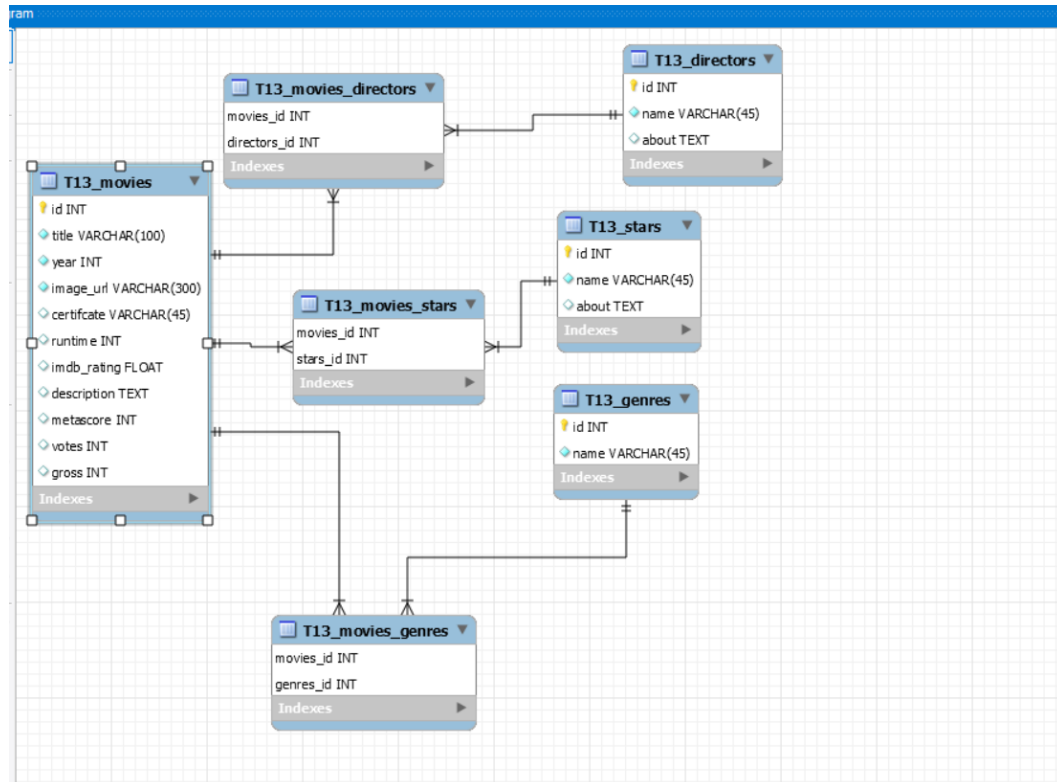 ram
T13_movies_directors
movies_id INT
directors_id INT
Indexes
T13_directors
id INT
name VARCHAR(45)
about TEXT
Indexes
T13_movies
id INT
title VARCHAR(100)
year INT
image_url VARCHAR(300)
certifcate VARCHAR(45)
runtime INT
imdb_rating FLOAT
description TEXT
metascore INT
votes INT
gross INT
Indexes
T13_stars
id INT
name VARCHAR(45)
about TEXT
Indexes
T13_movies_stars
movies_id INT
stars_id INT
Indexes
T13_genres
id INT
name VARCHAR(45)
Indexes
T13_movies_genres
movies_id INT
genres_id INT
Indexes